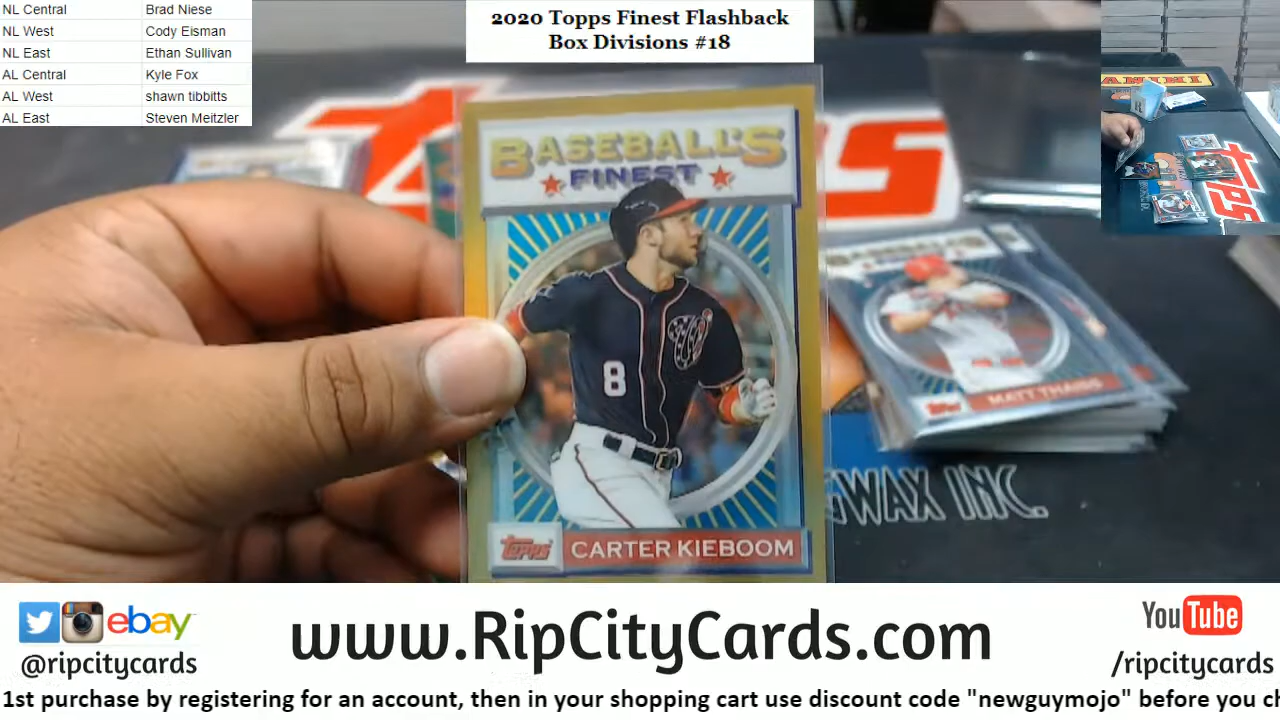 NL Central Brad Niese
NL West Cody Eisman
NL East Ethan Sullivan
AL Central Kyle Fox
AL West shawn tibbitts
AL East Steven Meitzler
2020 Topps Finest Flashback
Box Divisions #18
PANINI
BASEBALL'S
FINEST
8
Topps
CARTER KIEBOOM
MATT THAISS
WAX INC.
ebay
@ripcitycards
www.RipCityCards.com
YouTube
/ripcitycards
1st purchase by registering for an account, then in your shopping cart use discount code "newguymojo" before you ch